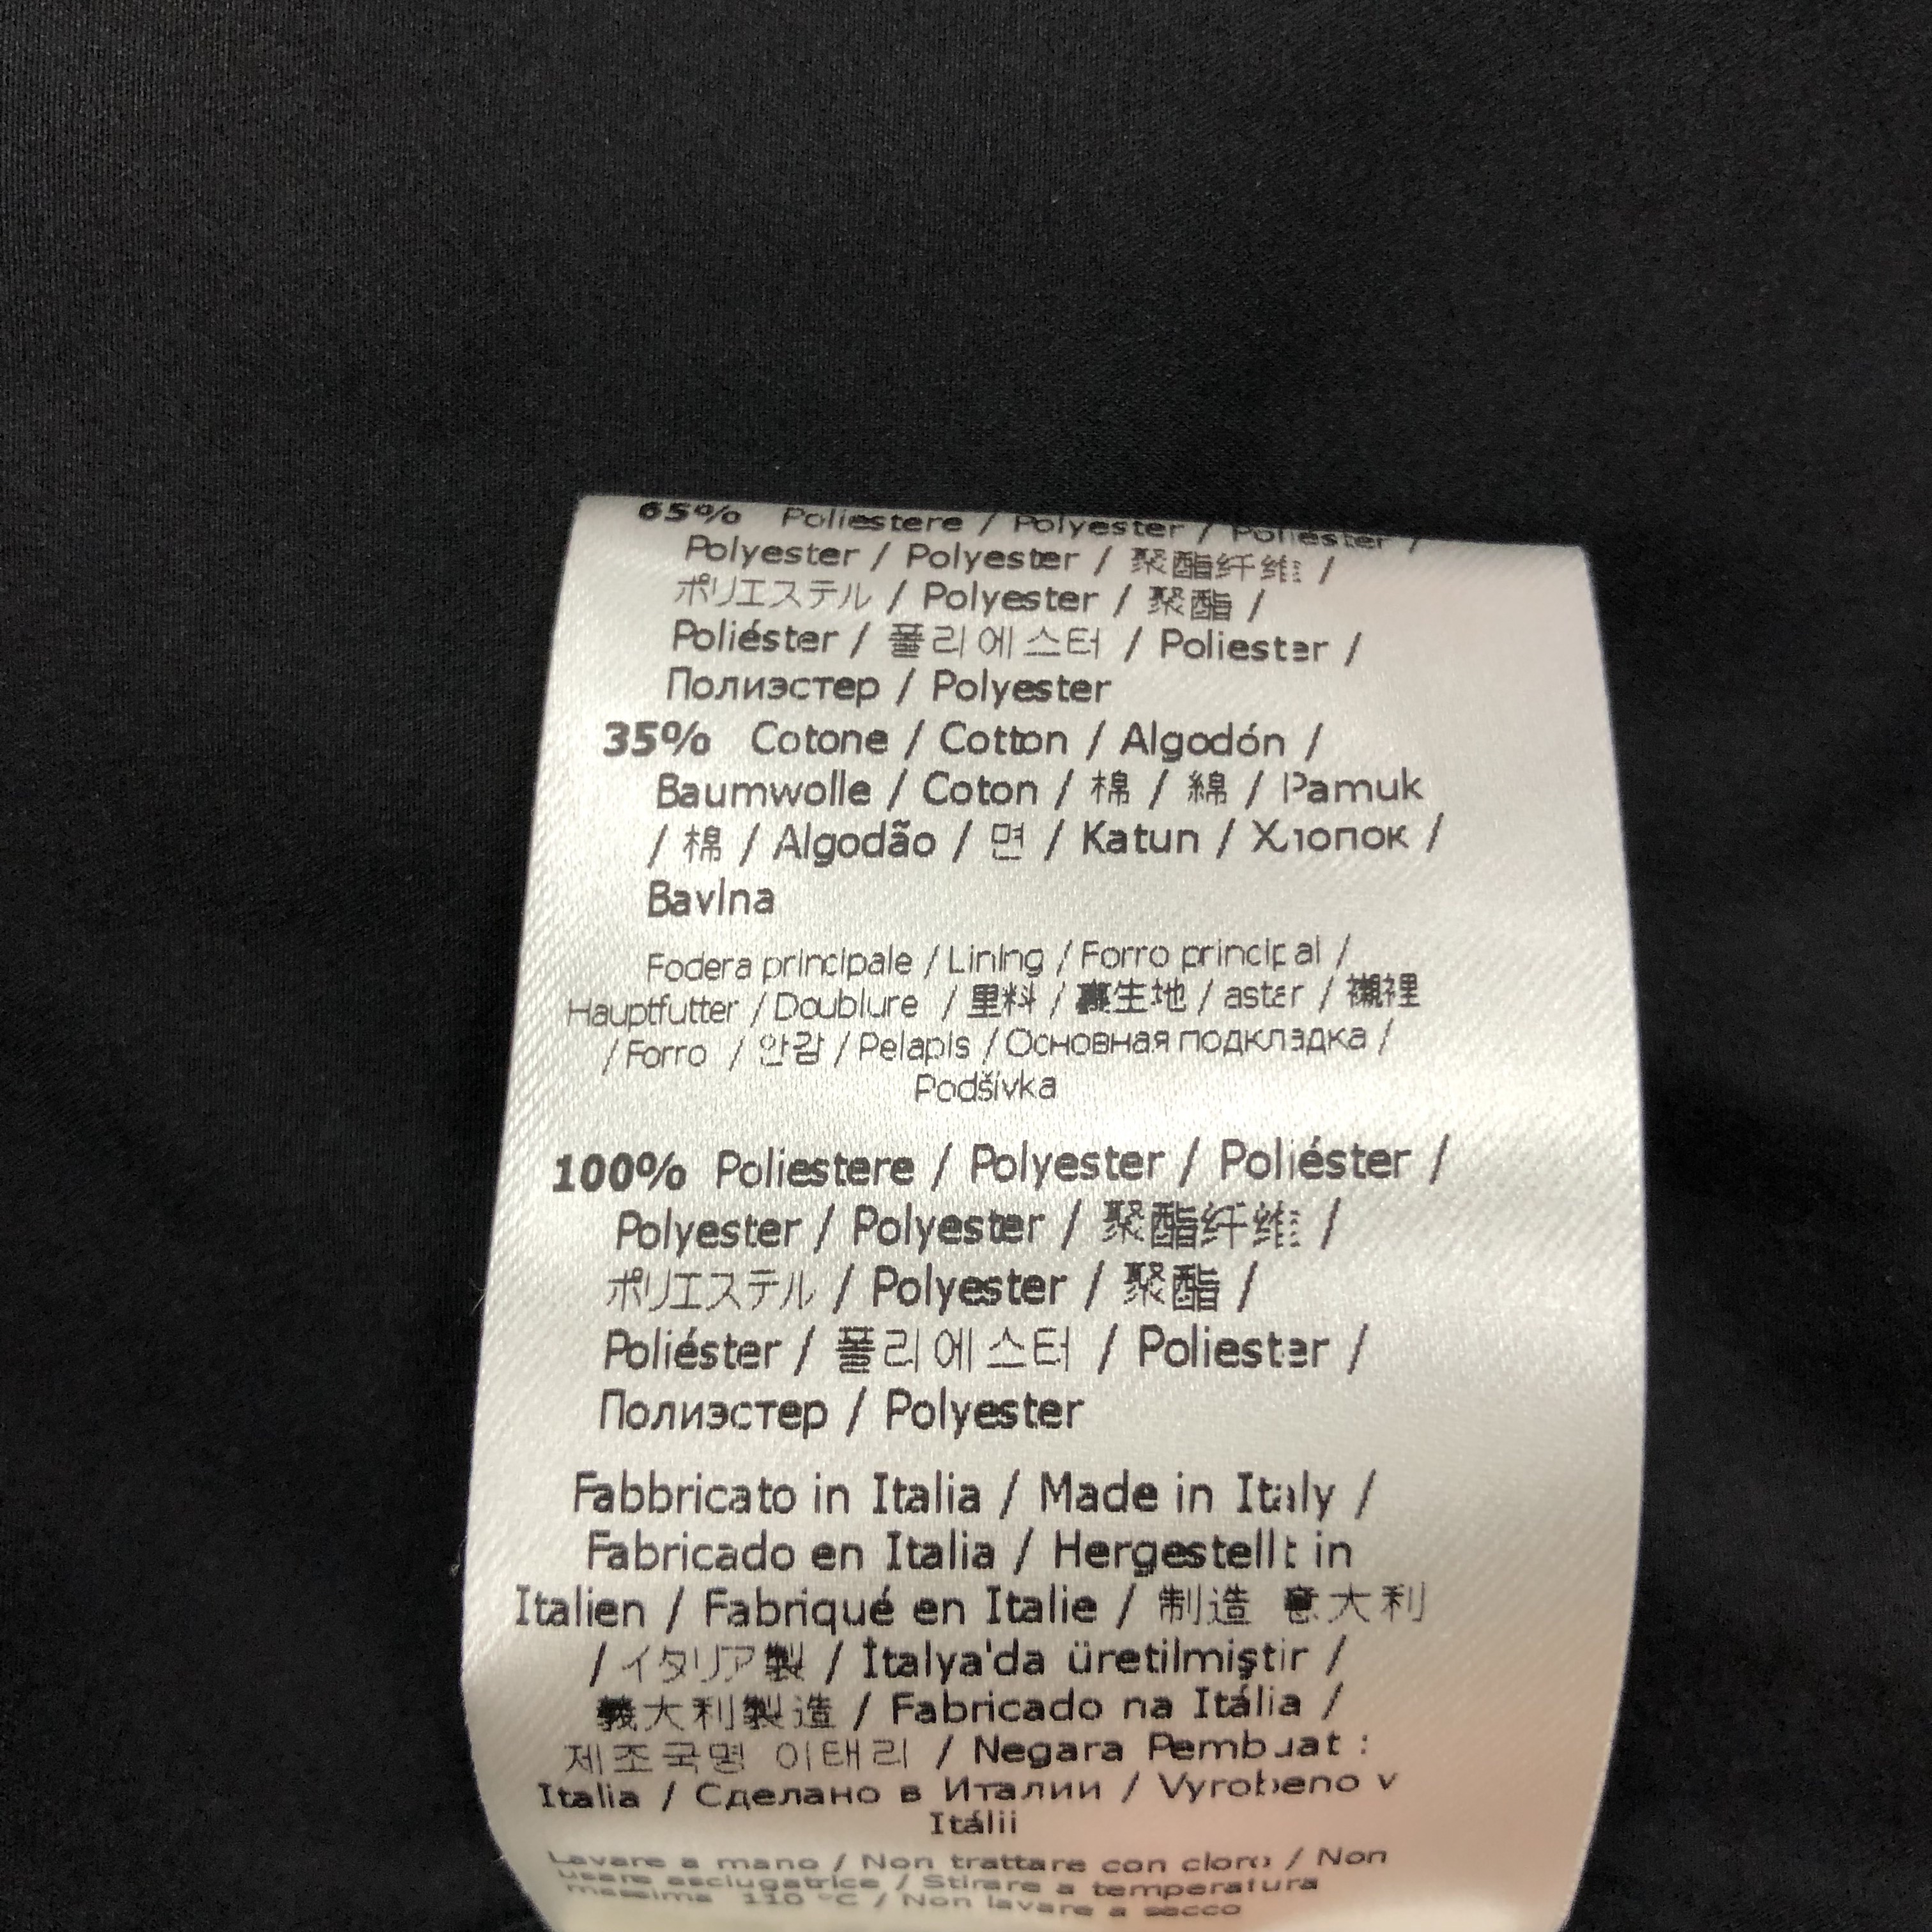 65% Poliestere / Polyester / Poliéster /
Polyester / Polyester / 聚酯纤维 /
ポリエステル / Polyester / 聚酯 /
Poliéster / 폴리에스터 / Poliester /
Полиэстер / Polyester
35% Cotone / Cotton / Algodón /
Baumwolle / Coton / 棉 / 綿 / Pamuk
/ 棉 / Algodão / 면 / Katun / Хлопок /
Bavlna
Fodera principale / Lining / Forro principal /
Hauptfutter / Doublure / 里料 / 裏生地 / astar / 襯裡
/ Forro / 안감 / Pelapis / Основная подкладка /
Podšívka
100% Poliestere / Polyester / Poliéster /
Polyester / Polyester / 聚酯纤维 /
ポリエステル / Polyester / 聚酯 /
Poliéster / 폴리에스터 / Poliester /
Полиэстер / Polyester
Fabbricato in Italia / Made in Italy /
Fabricado en Italia / Hergestellt in
Italien / Fabriqué en Italie / 制造 意大利
/ イタリア製 / İtalya'da üretilmiştir /
義大利製造 / Fabricado na Itália /
제조국명 이태리 / Negara Pembuat :
Italia / Сделано в Италии / Vyrobeno v
Itálii
Lavare a mano / Non trattare con cloro / Non
usare asciugatrice / Stirare a temperatura
massima 110 °C / Non lavare a secco